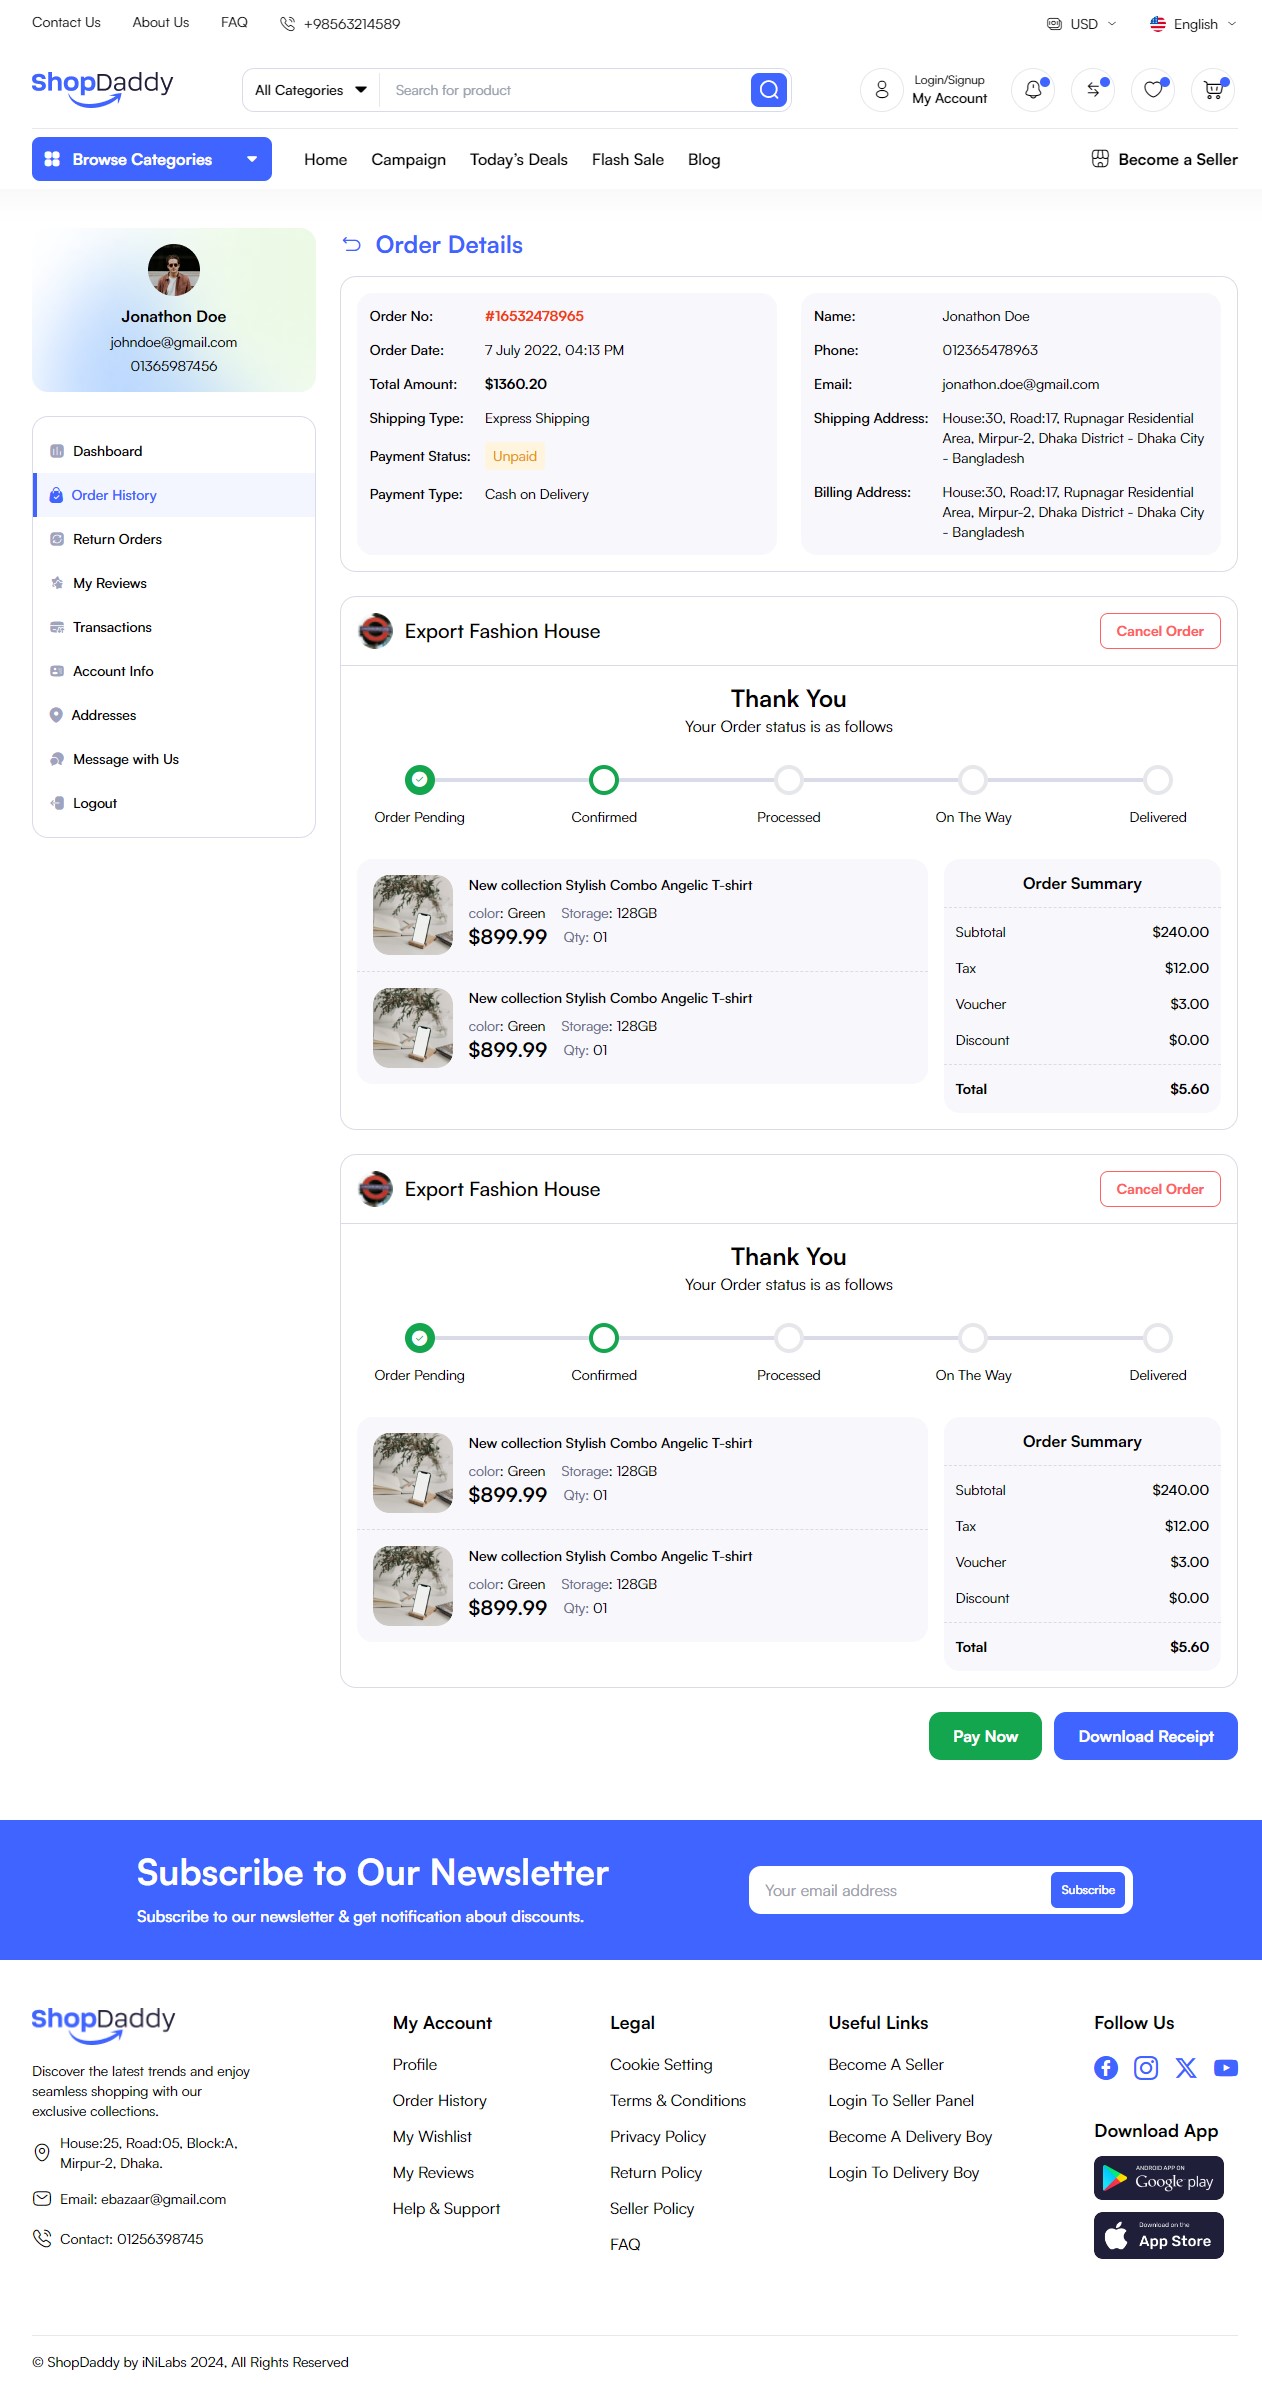 Contact Us
About Us
FAQ
+98563214589
USD
English
ShopDaddy
All Categories
Search for product
Login/Signup
My Account
Browse Categories
Home
Campaign
Today's Deals
Flash Sale
Blog
Become a Seller
Jonathon Doe
johndoe@gmail.com
01365987456
Dashboard
Order History
Return Orders
My Reviews
Transactions
Account Info
Addresses
Message with Us
Logout
Order Details
Order No: #16532478965
Order Date: 7 July 2022, 04:13 PM
Total Amount: $1360.20
Shipping Type: Express Shipping
Payment Status: Unpaid
Payment Type: Cash on Delivery
Name: Jonathon Doe
Phone: 012365478963
Email: jonathon.doe@gmail.com
Shipping Address: House:30, Road:17, Rupnagar Residential
Area, Mirpur-2, Dhaka District - Dhaka City
- Bangladesh
Billing Address: House:30, Road:17, Rupnagar Residential
Area, Mirpur-2, Dhaka District - Dhaka City
- Bangladesh
Export Fashion House
Cancel Order
Thank You
Your Order status is as follows
Order Pending
Confirmed
Processed
On The Way
Delivered
New collection Stylish Combo Angelic T-shirt
color: Green Storage: 128GB
$899.99 Qty: 01
New collection Stylish Combo Angelic T-shirt
color: Green Storage: 128GB
$899.99 Qty: 01
Order Summary
Subtotal $240.00
Tax $12.00
Voucher $3.00
Discount $0.00
Total $5.60
Export Fashion House
Cancel Order
Thank You
Your Order status is as follows
Order Pending
Confirmed
Processed
On The Way
Delivered
New collection Stylish Combo Angelic T-shirt
color: Green Storage: 128GB
$899.99 Qty: 01
New collection Stylish Combo Angelic T-shirt
color: Green Storage: 128GB
$899.99 Qty: 01
Order Summary
Subtotal $240.00
Tax $12.00
Voucher $3.00
Discount $0.00
Total $5.60
Pay Now
Download Receipt
Subscribe to Our Newsletter
Subscribe to our newsletter & get notification about discounts.
Your email address
Subscribe
ShopDaddy
Discover the latest trends and enjoy
seamless shopping with our
exclusive collections.
House:25, Road:05, Block:A,
Mirpur-2, Dhaka.
Email: ebazaar@gmail.com
Contact: 01256398745
My Account
Profile
Order History
My Wishlist
My Reviews
Help & Support
Legal
Cookie Setting
Terms & Conditions
Privacy Policy
Return Policy
Seller Policy
FAQ
Useful Links
Become A Seller
Login To Seller Panel
Become A Delivery Boy
Login To Delivery Boy
Follow Us
Download App
ANDROID APP ON
Google play
Download on the
App Store
© ShopDaddy by iNiLabs 2024, All Rights Reserved